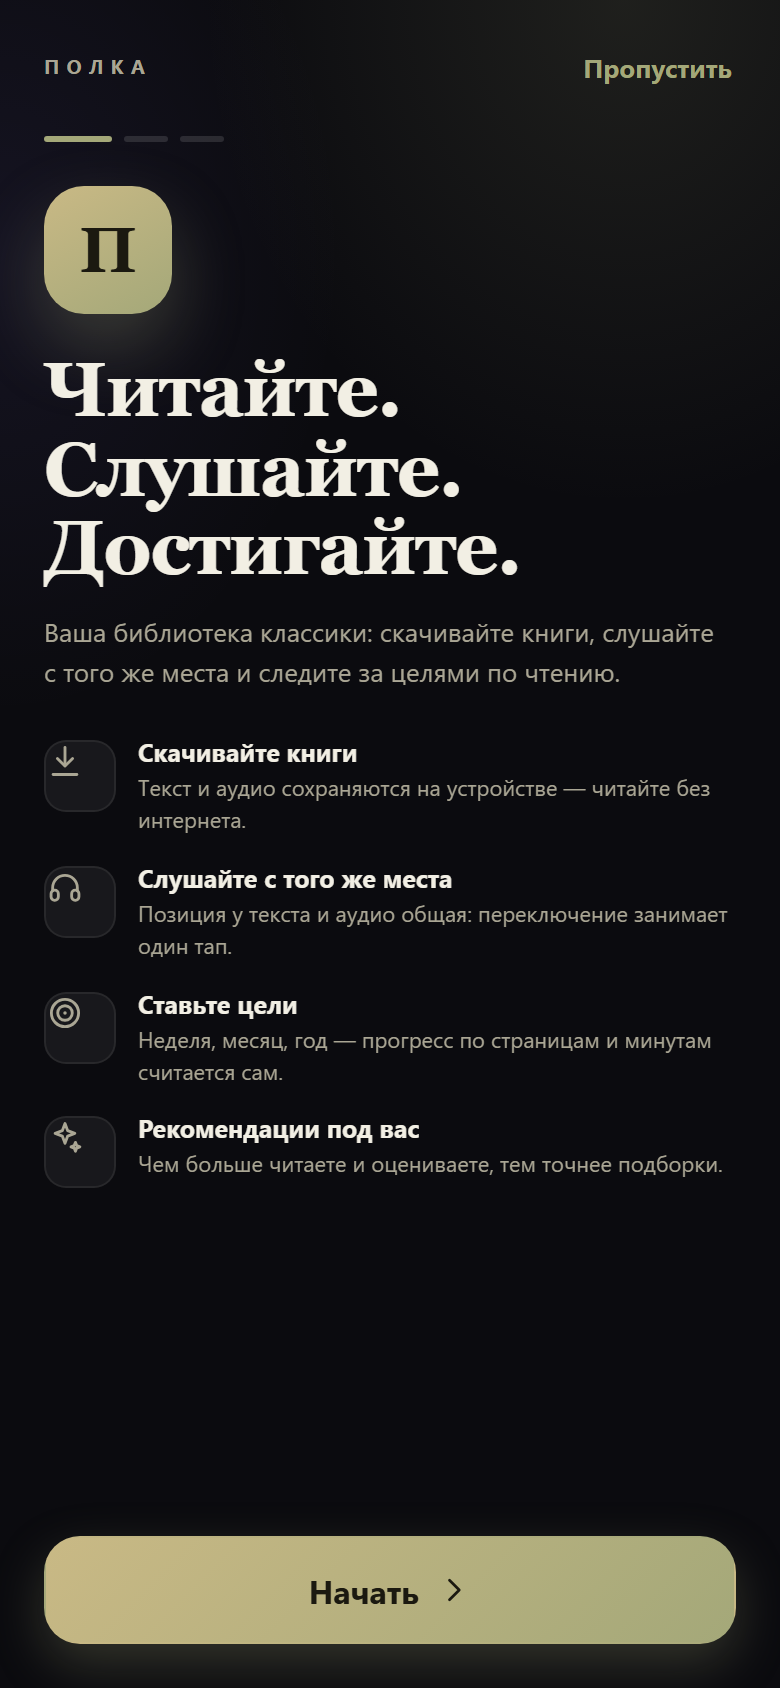 ПОЛКА
Пропустить
П
Читайте.
Слушайте.
Достигайте.
Ваша библиотека классики: скачивайте книги, слушайте
с того же места и следите за целями по чтению.
Скачивайте книги
Текст и аудио сохраняются на устройстве — читайте без
интернета.
Слушайте с того же места
Позиция у текста и аудио общая: переключение занимает
один тап.
Ставьте цели
Неделя, месяц, год — прогресс по страницам и минутам
считается сам.
Рекомендации под вас
Чем больше читаете и оцениваете, тем точнее подборки.
Начать